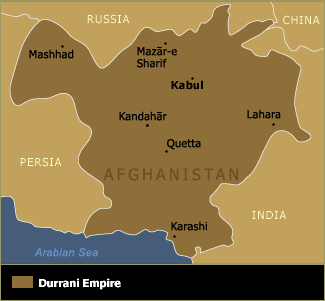 RUSSIA
CHINA
Mashhad
Mazār-e
Sharif
Kabul
Kandahār
Lahara
Quetta
PERSIA
AFGHANISTAN
INDIA
Karashi
Arabian Sea
Durrani Empire